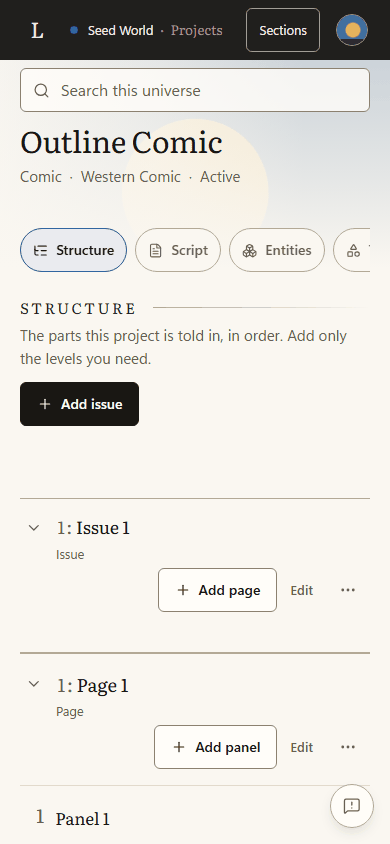 L Seed World · Projects Sections
Search this universe
Outline Comic
Comic · Western Comic · Active
Structure Script Entities
STRUCTURE
The parts this project is told in, in order. Add only
the levels you need.
+ Add issue
1: Issue 1
Issue
+ Add page Edit ···
1: Page 1
Page
+ Add panel Edit ···
1 Panel 1